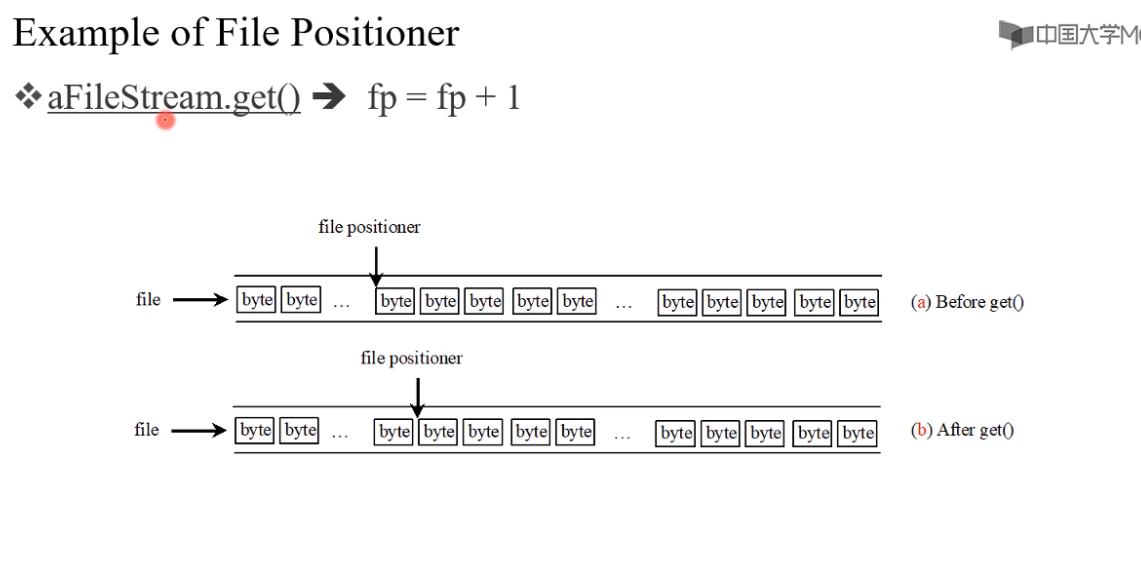 Example of File Positioner
中国大学M
❖aFileStream.get() ➔ fp = fp + 1
file positioner
file byte byte ... byte byte byte byte byte ... byte byte byte byte byte (a) Before get()
file positioner
file byte byte ... byte byte byte byte byte ... byte byte byte byte byte (b) After get()